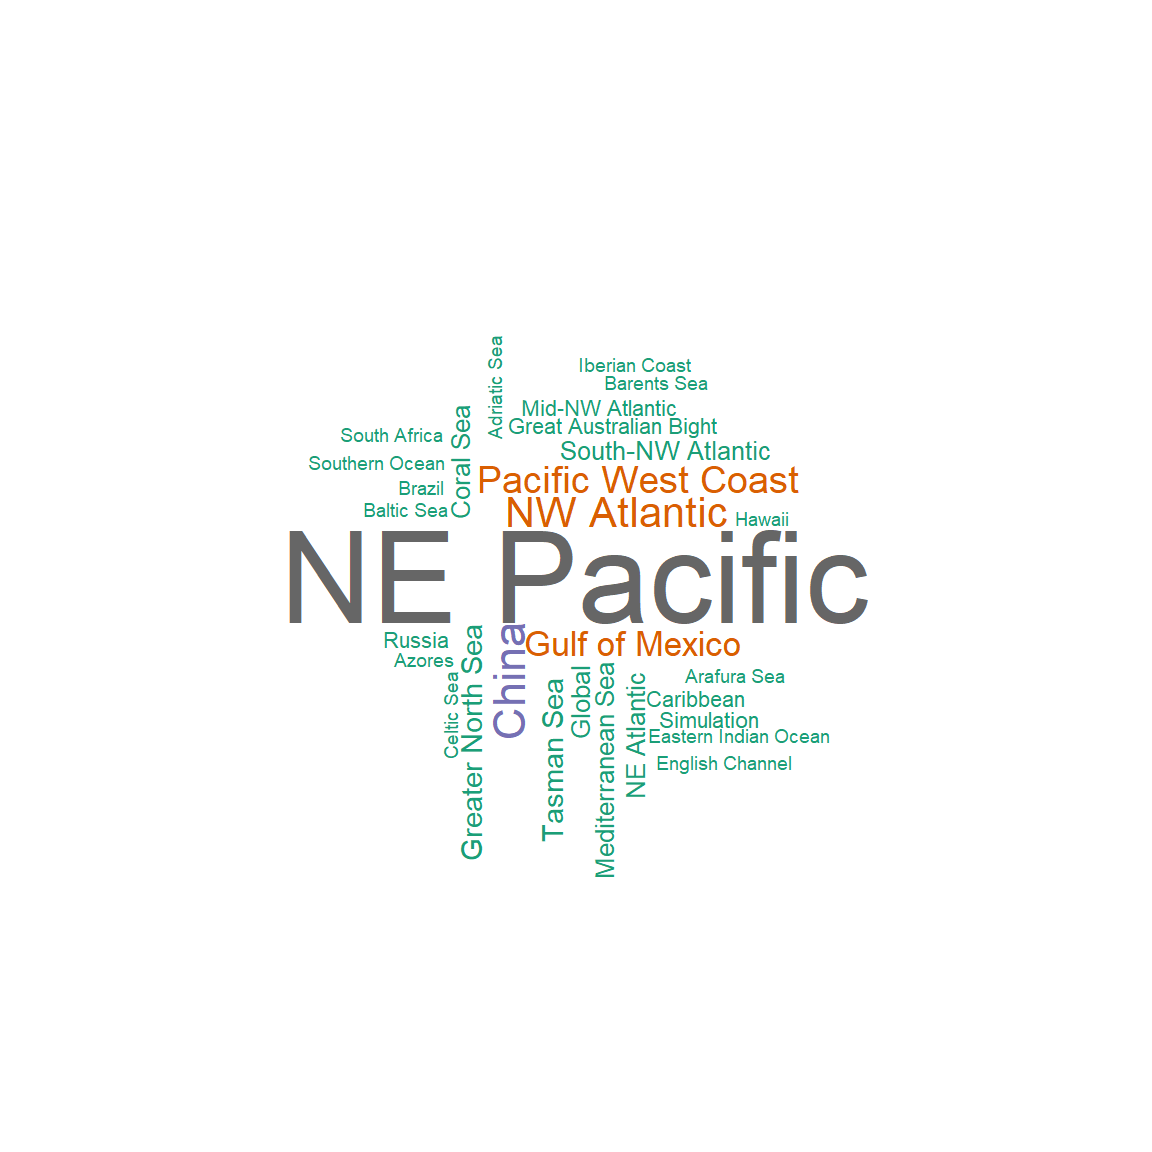 Adriatic Sea
Iberian Coast
Barents Sea
Mid-NW Atlantic
Great Australian Bight
South Africa
Coral Sea
South-NW Atlantic
Southern Ocean
Pacific West Coast
Brazil
Baltic Sea
NW Atlantic
Hawaii
NE Pacific
Russia
Azores
Celtic Sea
Greater North Sea
China
Gulf of Mexico
Tasman Sea
Global
Mediterranean Sea
NE Atlantic
Arafura Sea
Caribbean
Simulation
Eastern Indian Ocean
English Channel